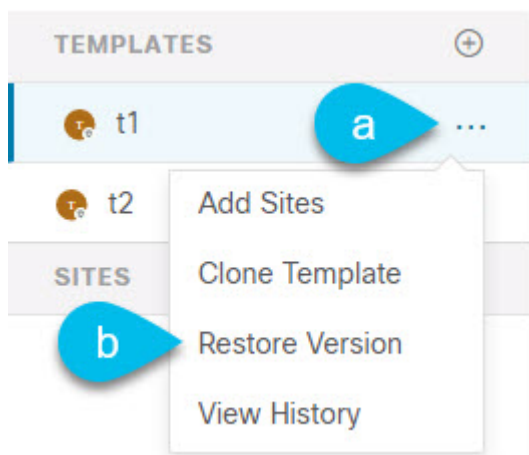 TEMPLATES
t1 a ...
t2
Add Sites
SITES
Clone Template
b Restore Version
View History